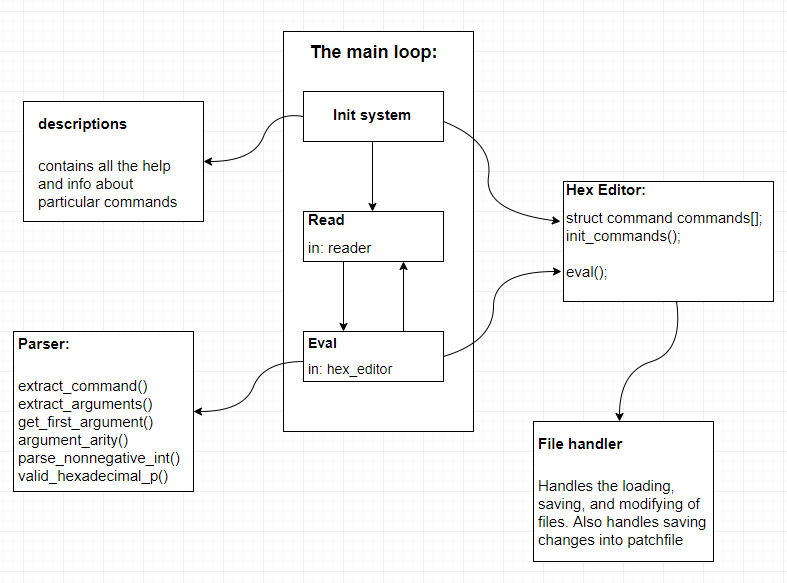 The main loop:
Init system
descriptions
contains all the help
and info about
particular commands
Read
in: reader
Hex Editor:
struct command commands[];
init_commands();
eval();
Eval
in: hex_editor
Parser:
extract_command()
extract_arguments()
get_first_argument()
argument_arity()
parse_nonnegative_int()
valid_hexadecimal_p()
File handler
Handles the loading,
saving, and modifying of
files. Also handles saving
changes into patchfile